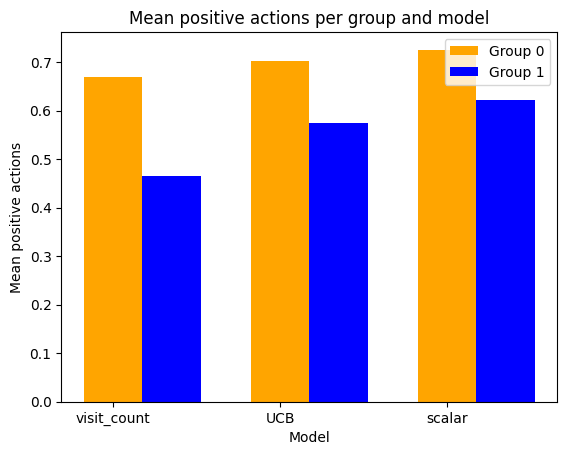 Mean positive actions per group and model
Group 0
Group 1
0.7
0.6
0.5
0.4
0.3
0.2
0.1
0.0
Mean positive actions
visit_count
UCB
scalar
Model